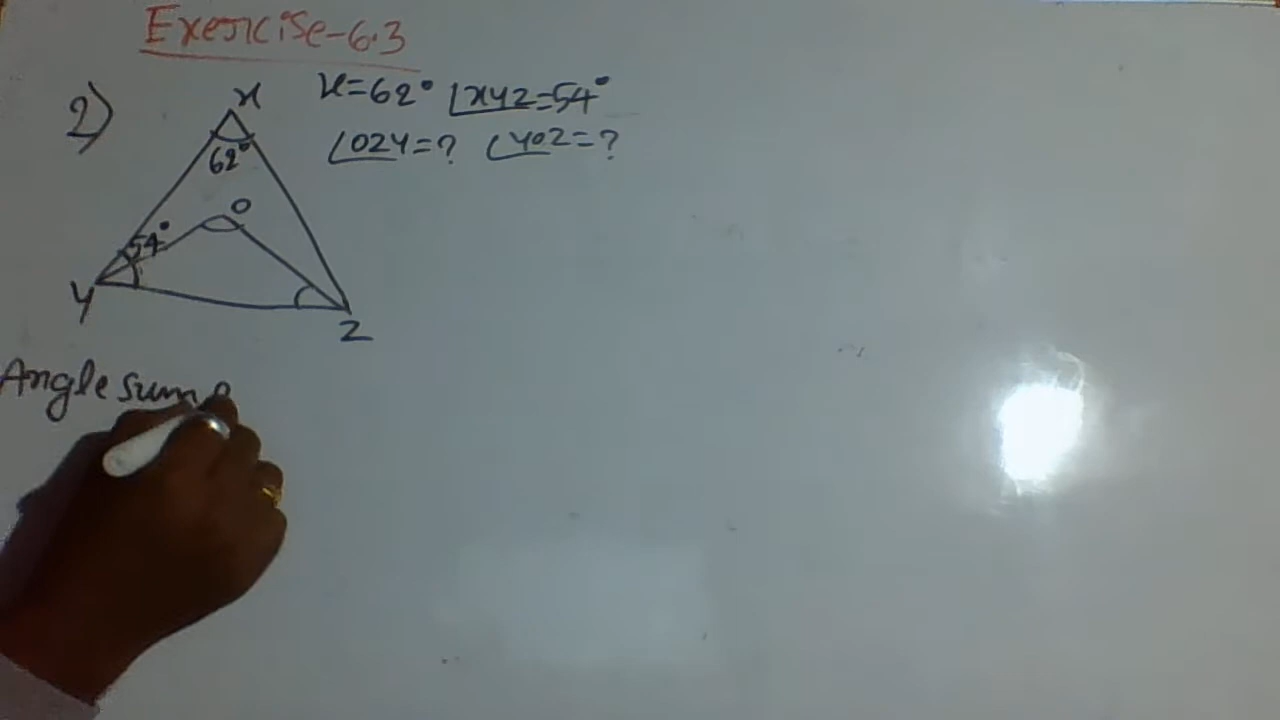 Exercise-6.3
2)
x
x=62° ∠xyz=54°
∠ozy=? ∠yoz=?
62°
o
54°
y
z
Angle sum